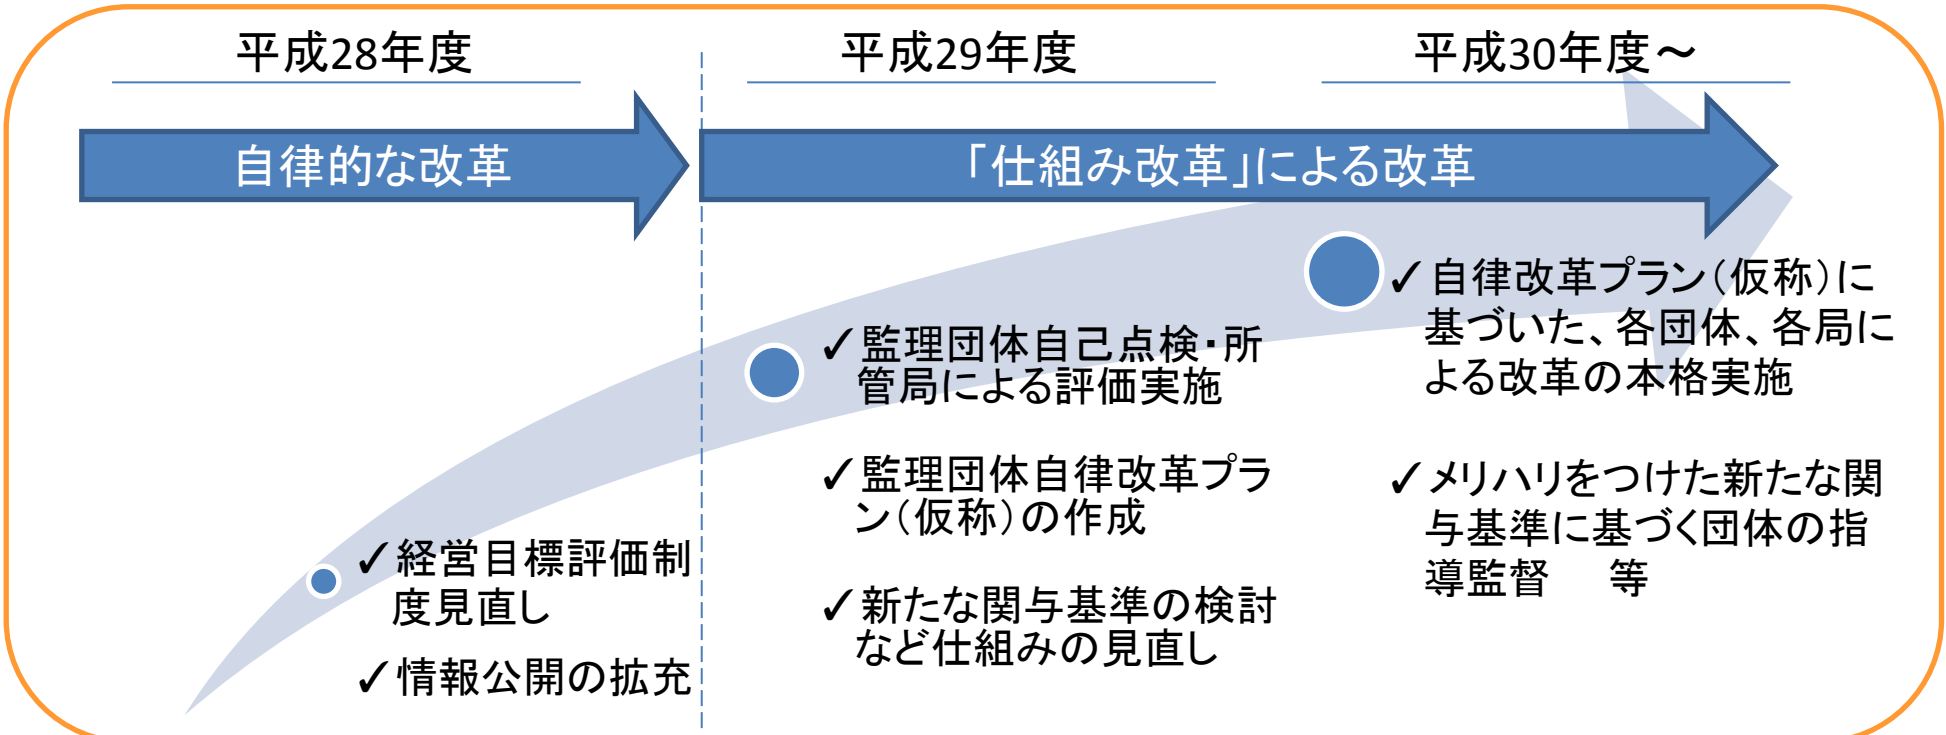 平成28年度
平成29年度
平成30年度～
自律的な改革
「仕組み改革」による改革
✓経営目標評価制
度見直し
✓情報公開の拡充
✓監理団体自己点検・所
管局による評価実施
✓監理団体自律改革プラ
ン（仮称）の作成
✓新たな関与基準の検討
など仕組みの見直し
✓自律改革プラン（仮称）に
基づいた、各団体、各局に
よる改革の本格実施
✓メリハリをつけた新たな関
与基準に基づく団体の指
導監督　等